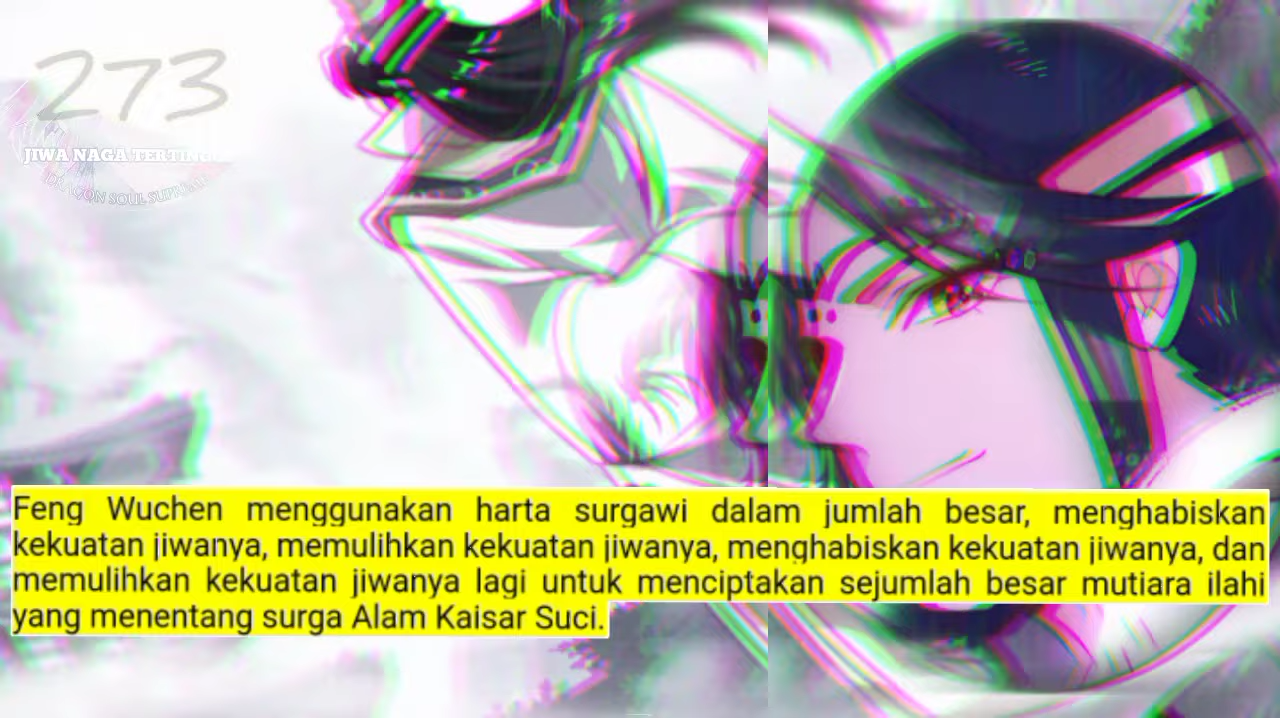 273
JIWA NAGA TERTINGGI
Feng Wuchen menggunakan harta surgawi dalam jumlah besar, menghabiskan
kekuatan jiwanya, memulihkan kekuatan jiwanya, menghabiskan kekuatan jiwanya, dan
memulihkan kekuatan jiwanya lagi untuk menciptakan sejumlah besar mutiara ilahi
yang menentang surga Alam Kaisar Suci.